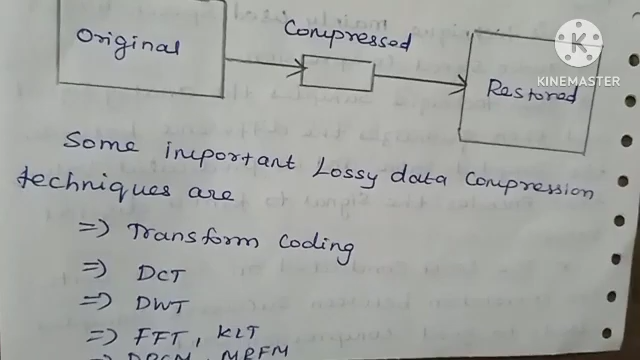 Original
Compressed
Restored
KINEMASTER
Some important Lossy data compression
techniques are
=> Transform coding
=> DCT
=> DWT
=> FFT, KLT